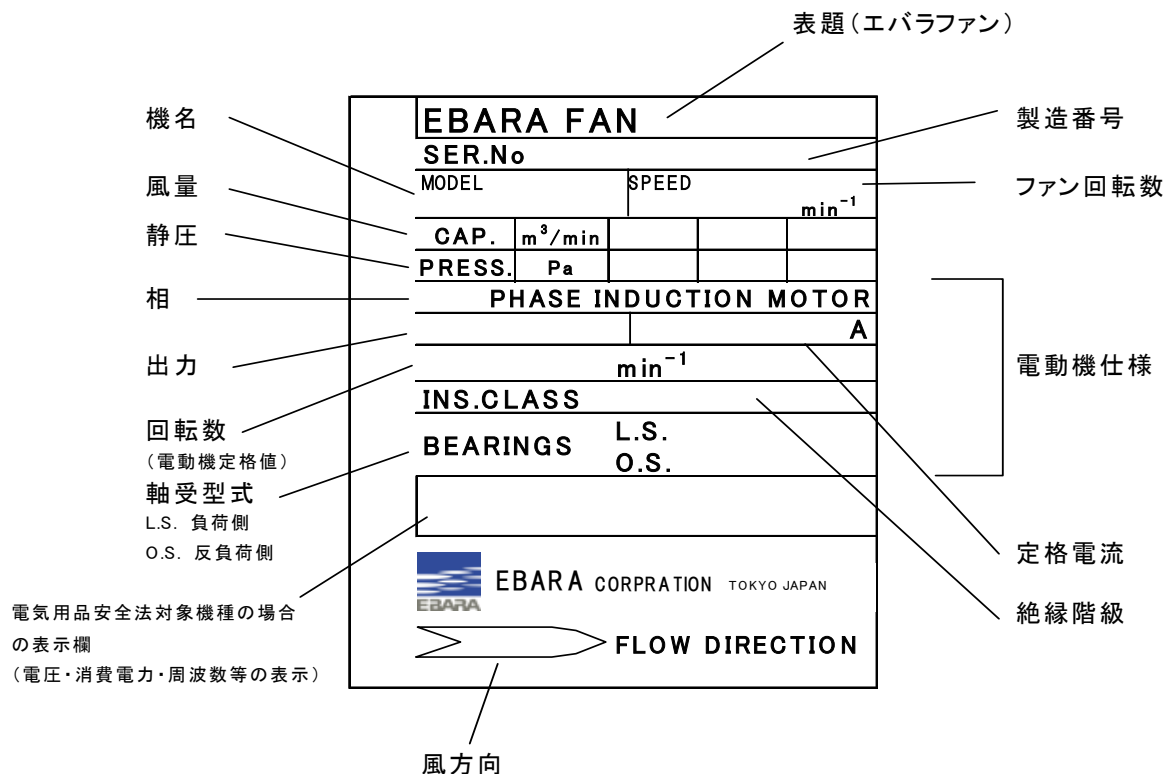 表題(エバラファン)
機名
風量
静圧
相
出力
回転数
(電動機定格値)
軸受型式
L.S. 負荷側
O.S. 反負荷側
電気用品安全法対象機種の場合
の表示欄
(電圧・消費電力・周波数等の表示)
EBARA FAN
SER.No
MODEL SPEED
min⁻¹
CAP. m³/min
PRESS. Pa
PHASE INDUCTION MOTOR
A
min⁻¹
INS.CLASS
BEARINGS L.S.
O.S.
EBARA
EBARA CORPRATION TOKYO JAPAN
FLOW DIRECTION
製造番号
ファン回転数
電動機仕様
定格電流
絶縁階級
風方向